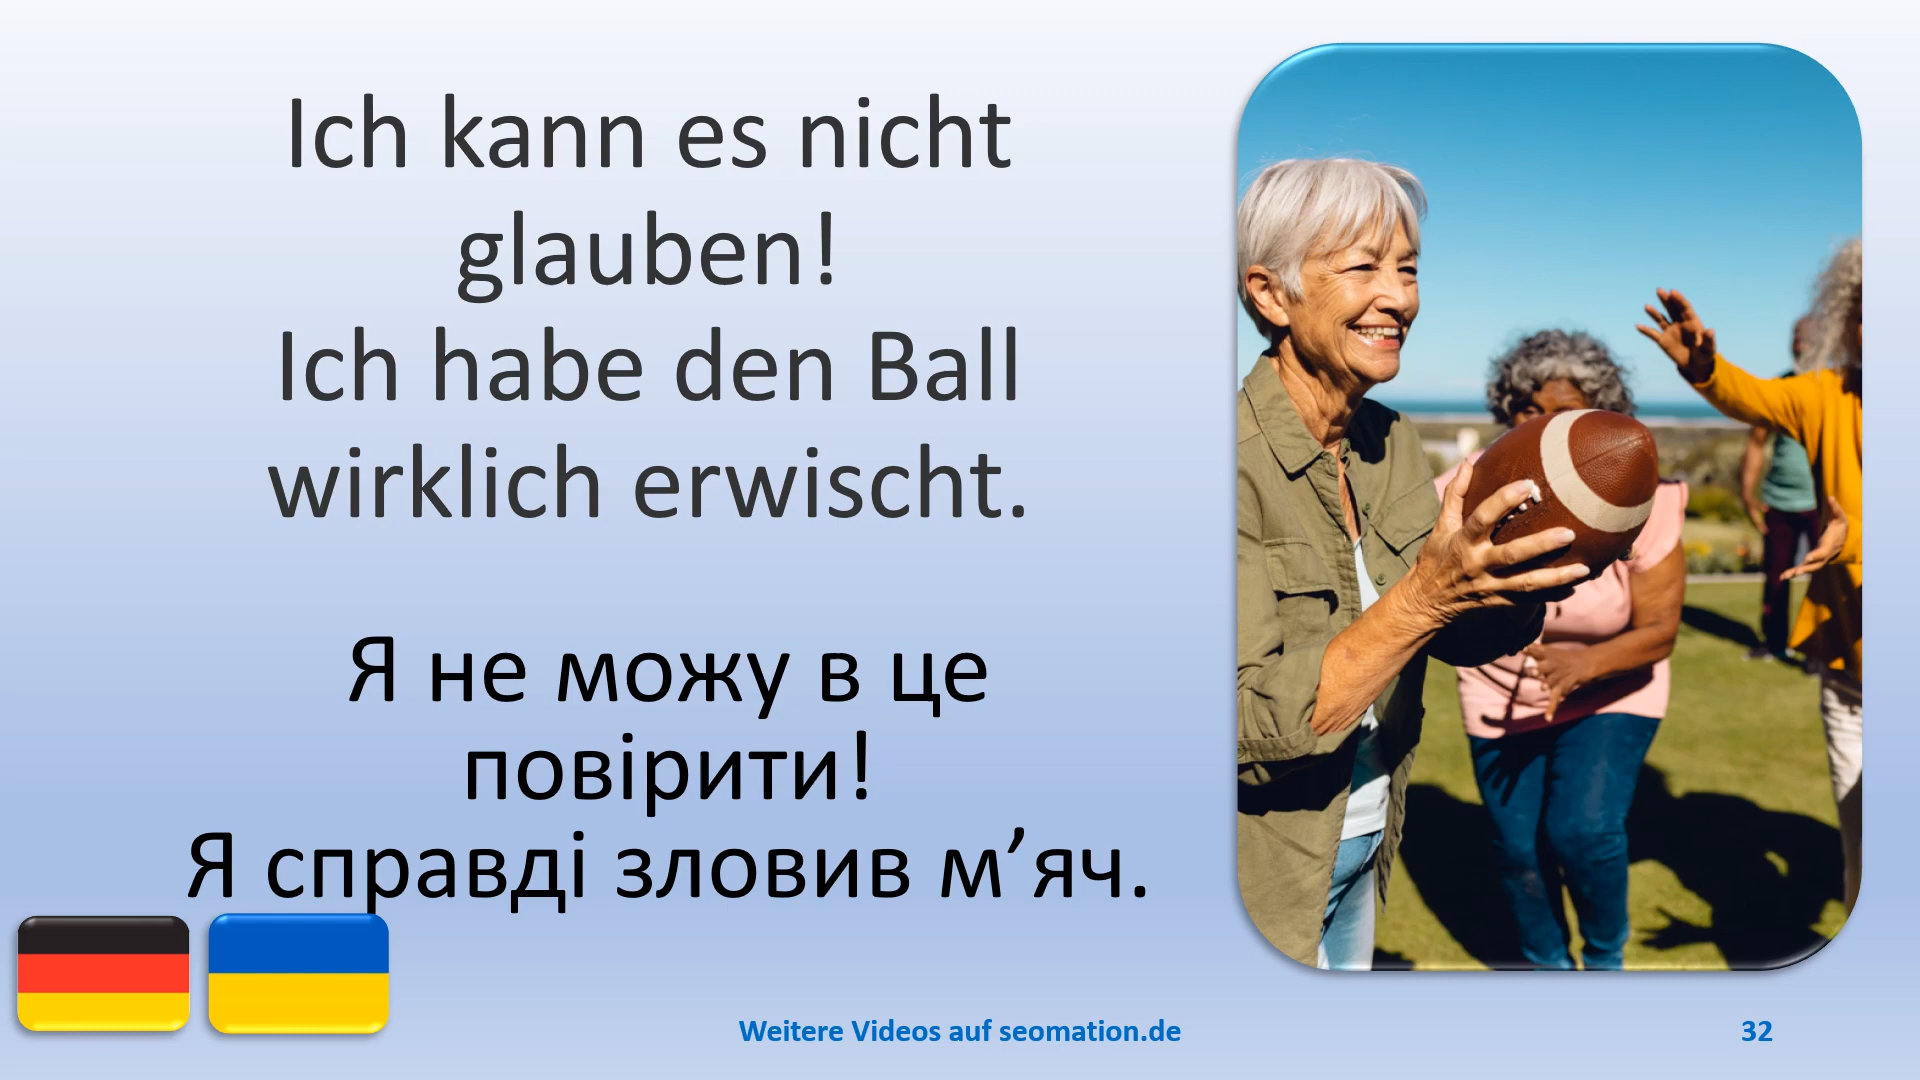 Ich kann es nicht
glauben!
Ich habe den Ball
wirklich erwischt.
Я не можу в це
повірити!
Я справді зловив м’яч.
Weitere Videos auf seomation.de
32